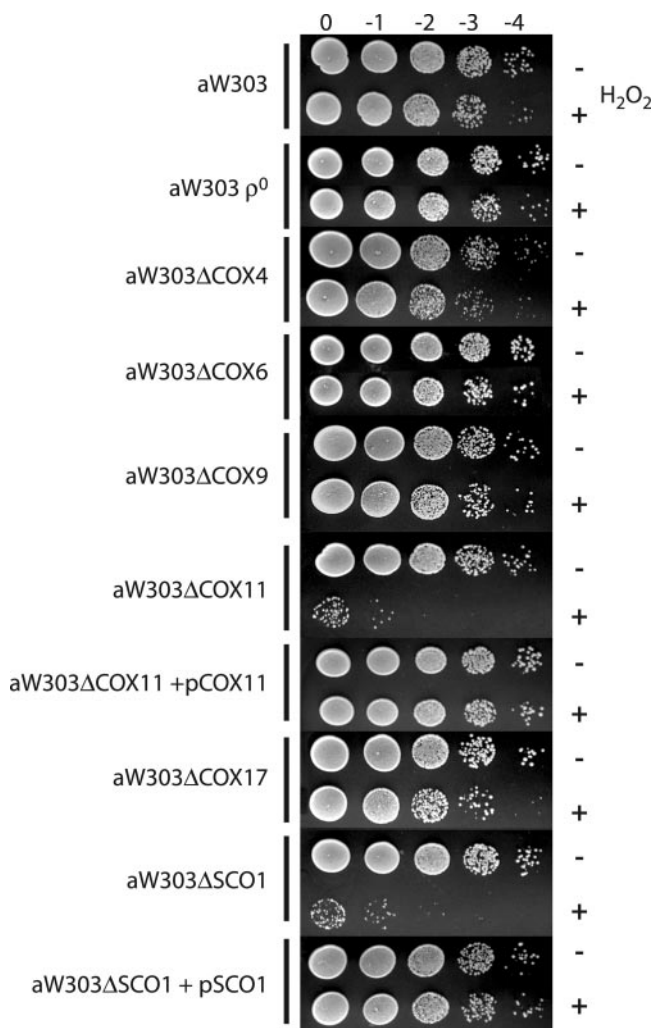 0 -1 -2 -3 -4
aW303 -
+ H₂O₂
aW303 ρ⁰ -
+
aW303ΔCOX4 -
+
aW303ΔCOX6 -
+
aW303ΔCOX9 -
+
aW303ΔCOX11 -
+
aW303ΔCOX11 +pCOX11 -
+
aW303ΔCOX17 -
+
aW303ΔSCO1 -
+
aW303ΔSCO1 + pSCO1 -
+